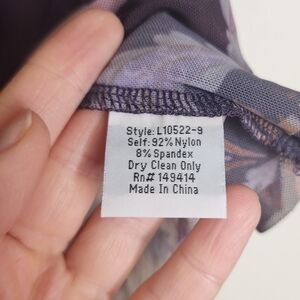 Style: L10522-9
Self: 92% Nylon
8% Spandex
Dry Clean Only
Rn# 149414
Made In China